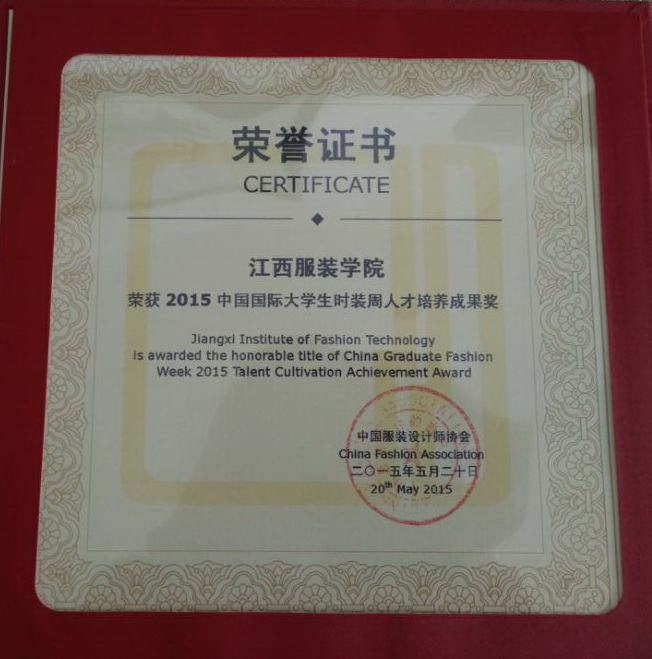 荣誉证书
CERTIFICATE
江西服装学院
荣获 2015 中国国际大学生时装周人才培养成果奖
Jiangxi Institute of Fashion Technology
is awarded the honorable title of China Graduate Fashion
Week 2015 Talent Cultivation Achievement Award
中国服装设计师协会
China Fashion Association
二〇一五年五月二十日
20th May 2015